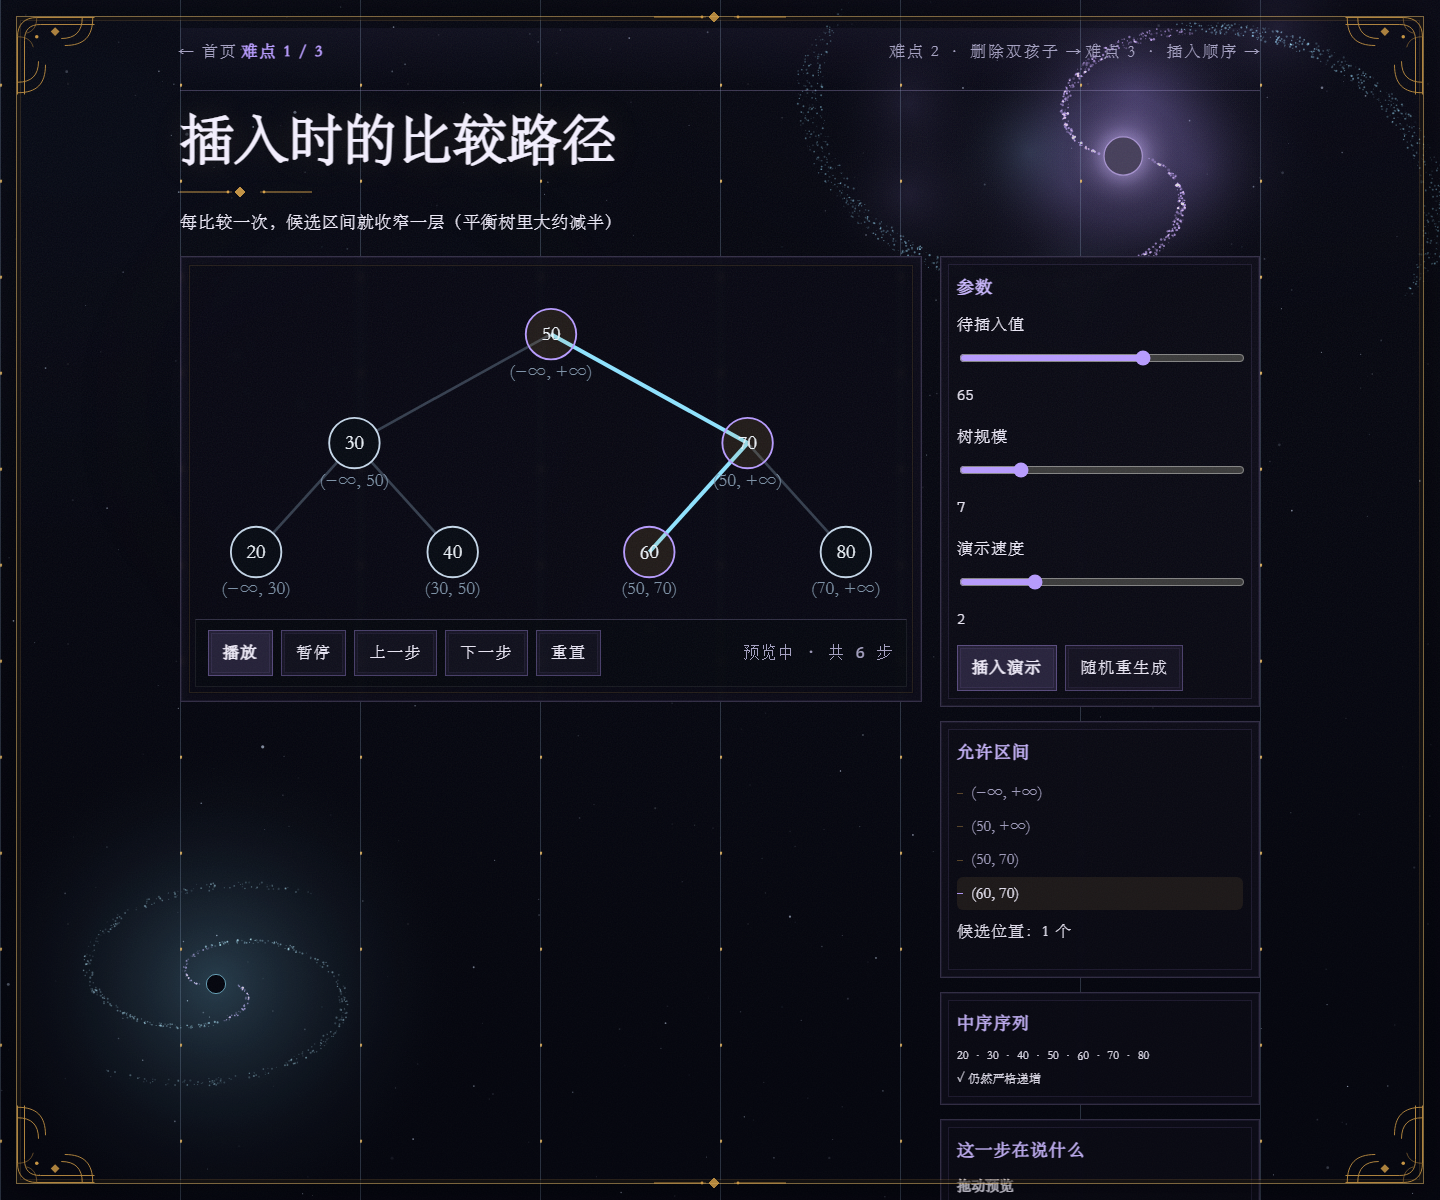 ← 首页 难点 1 / 3
难点 2 · 删除双孩子 → 难点 3 · 插入顺序 →
插入时的比较路径
每比较一次，候选区间就收窄一层（平衡树里大约减半）
50
(−∞, +∞)
30
(−∞, 50)
70
(50, +∞)
20
(−∞, 30)
40
(30, 50)
60
(50, 70)
80
(70, +∞)
播放 暂停 上一步 下一步 重置 预览中 · 共 6 步
参数
待插入值
65
树规模
7
演示速度
2
插入演示 随机重生成
允许区间
– (−∞, +∞)
– (50, +∞)
– (50, 70)
– (60, 70)
候选位置：1 个
中序序列
20 · 30 · 40 · 50 · 60 · 70 · 80
✓ 仍然严格递增
这一步在说什么
拖动预览